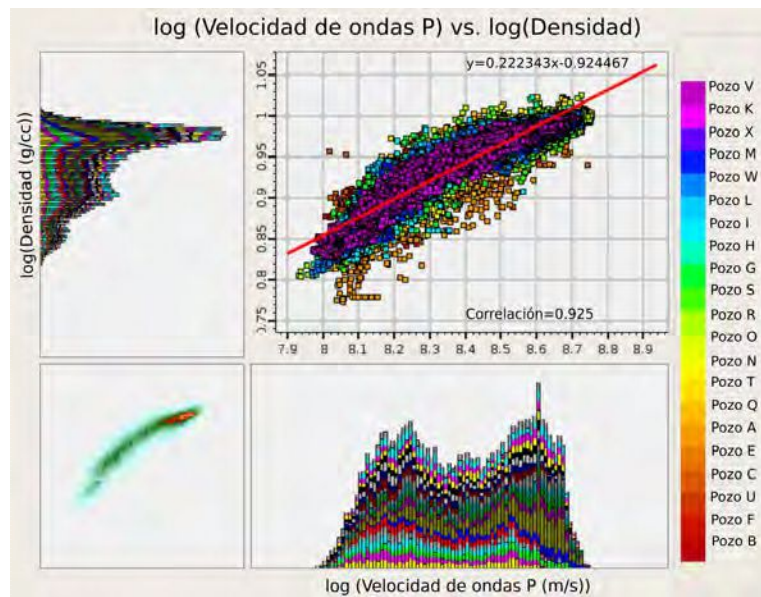 log (Velocidad de ondas P) vs. log(Densidad)
y=0.222343x-0.924467
log(Densidad (g/cc))
1.05
1
0.95
0.9
0.85
0.8
0.75
Correlación=0.925
7.9 8 8.1 8.2 8.3 8.4 8.5 8.6 8.7 8.8 8.9
log (Velocidad de ondas P (m/s))
Pozo V
Pozo K
Pozo X
Pozo M
Pozo W
Pozo L
Pozo I
Pozo H
Pozo G
Pozo S
Pozo R
Pozo O
Pozo N
Pozo T
Pozo Q
Pozo A
Pozo E
Pozo C
Pozo U
Pozo F
Pozo B